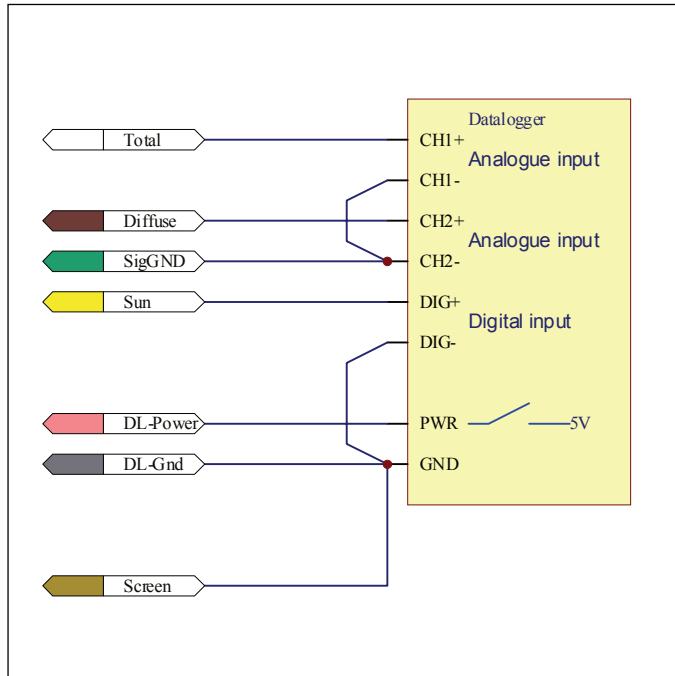 Datalogger
Total
CH1+
Analogue input
CH1-
Diffuse
CH2+
Analogue input
SigGND
CH2-
Sun
DIG+
Digital input
DIG-
DL-Power
PWR
5V
DL-Gnd
GND
Screen